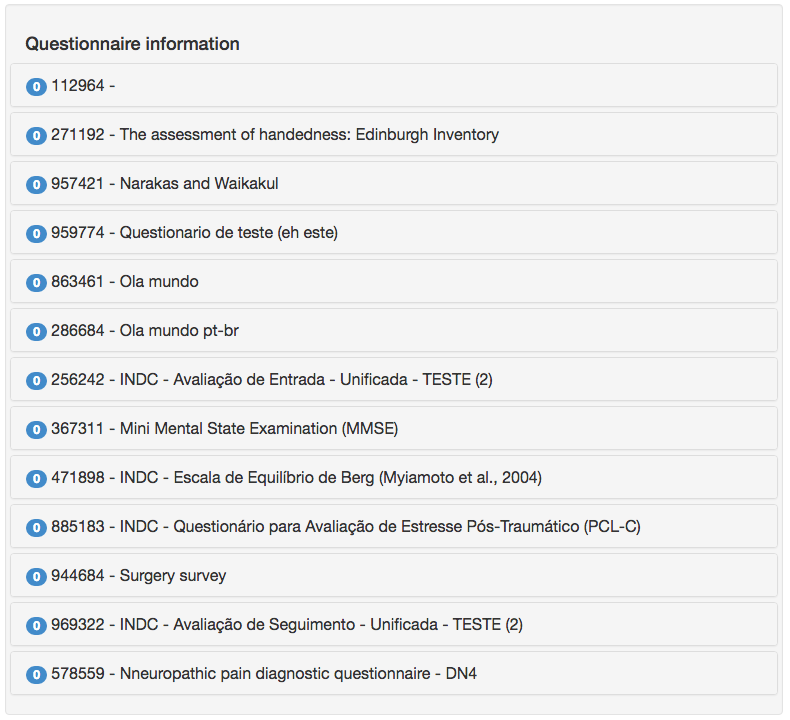 Questionnaire information
0 112964 -
0 271192 - The assessment of handedness: Edinburgh Inventory
0 957421 - Narakas and Waikakul
0 959774 - Questionario de teste (eh este)
0 863461 - Ola mundo
0 286684 - Ola mundo pt-br
0 256242 - INDC - Avaliação de Entrada - Unificada - TESTE (2)
0 367311 - Mini Mental State Examination (MMSE)
0 471898 - INDC - Escala de Equilíbrio de Berg (Myiamoto et al., 2004)
0 885183 - INDC - Questionário para Avaliação de Estresse Pós-Traumático (PCL-C)
0 944684 - Surgery survey
0 969322 - INDC - Avaliação de Seguimento - Unificada - TESTE (2)
0 578559 - Nneuropathic pain diagnostic questionnaire - DN4